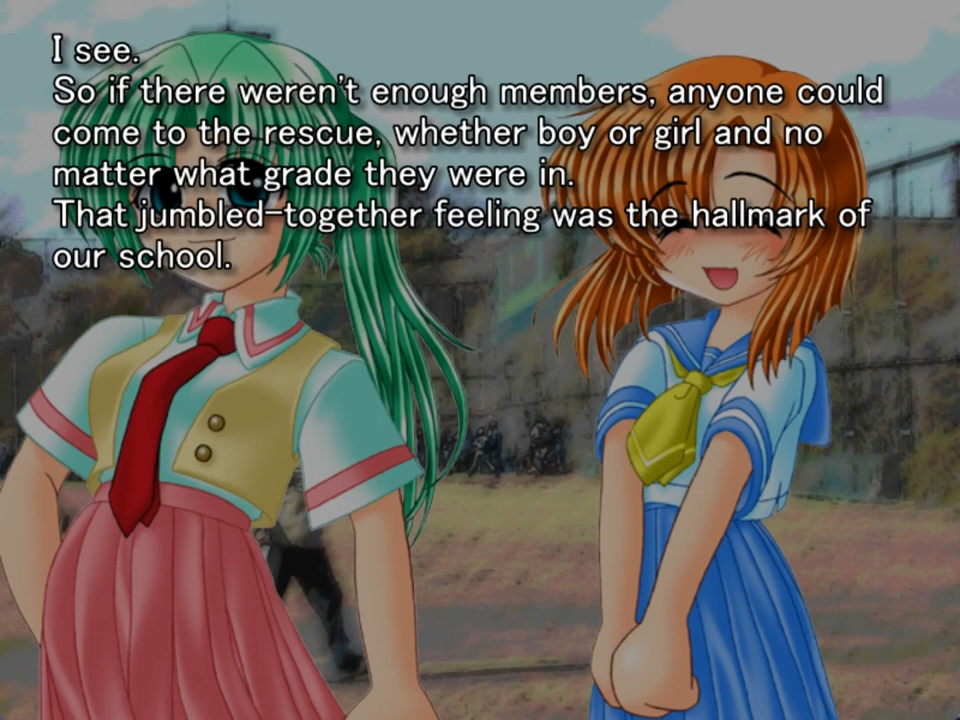 I see.
So if there weren't enough members, anyone could
come to the rescue, whether boy or girl and no
matter what grade they were in.
That jumbled-together feeling was the hallmark of
our school.